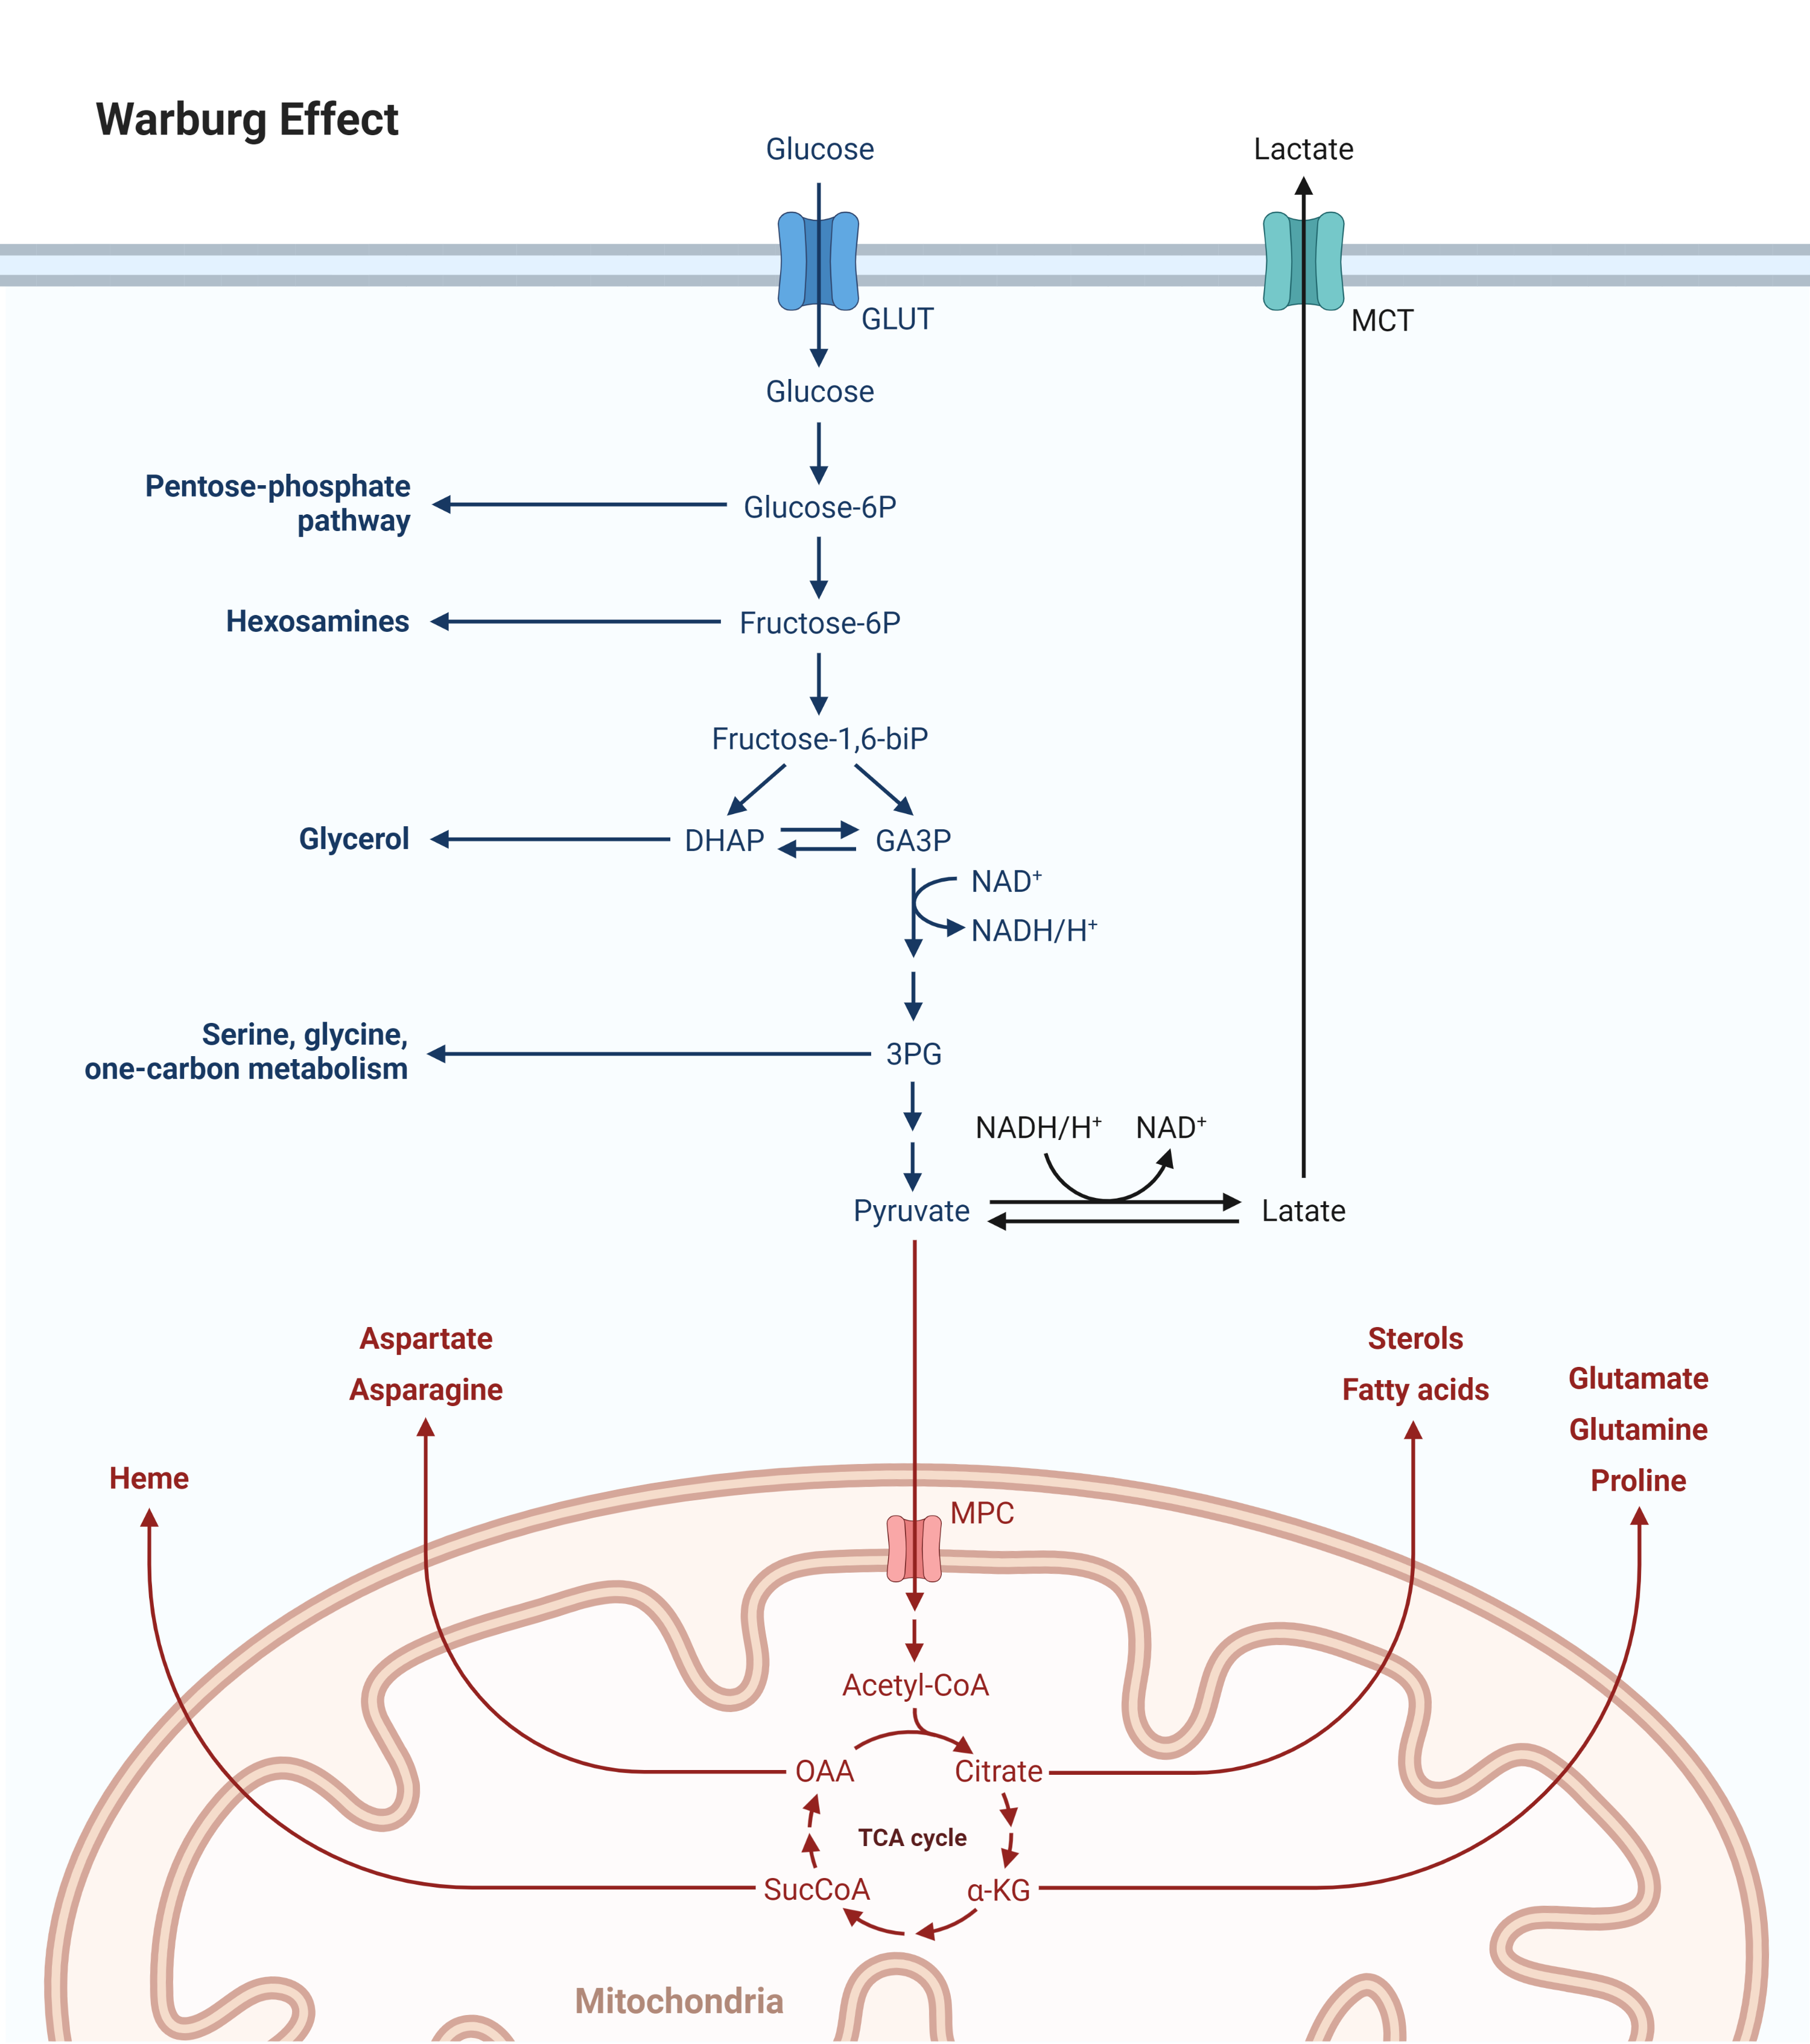 Warburg Effect
Glucose
Lactate
GLUT
MCT
Glucose
Pentose-phosphate
pathway
Glucose-6P
Hexosamines
Fructose-6P
Fructose-1,6-biP
Glycerol
DHAP
GA3P
NAD+
NADH/H+
Serine, glycine,
one-carbon metabolism
3PG
NADH/H+
NAD+
Pyruvate
Latate
Aspartate
Asparagine
Sterols
Fatty acids
Glutamate
Glutamine
Proline
Heme
MPC
Acetyl-CoA
OAA
Citrate
TCA cycle
SucCoA
α-KG
Mitochondria